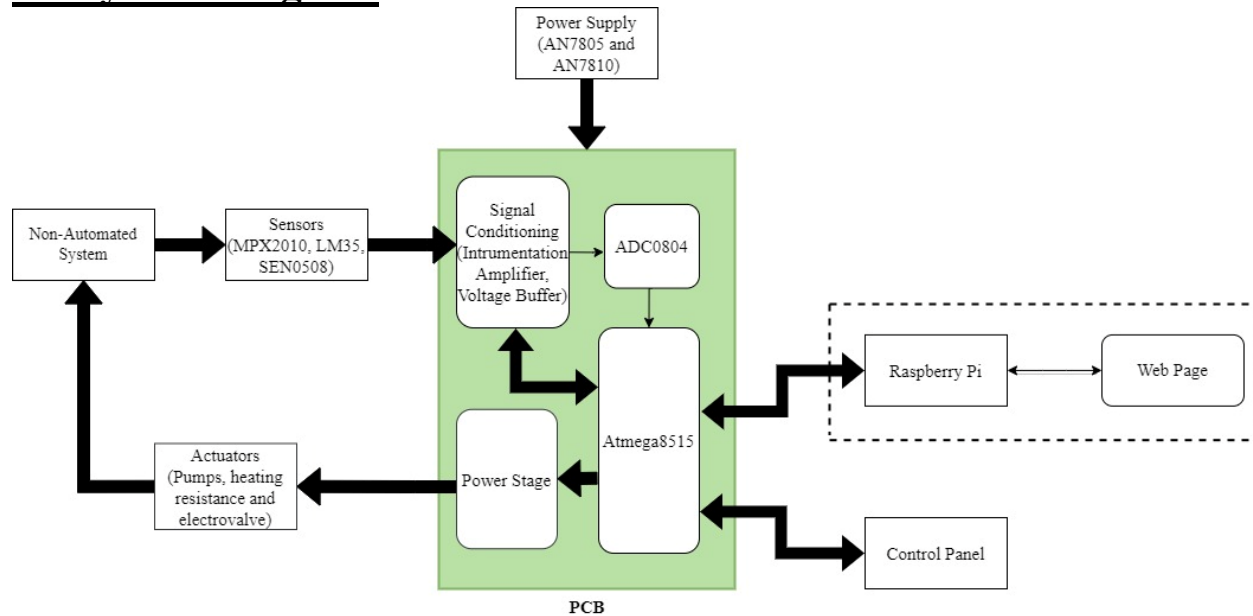 Power Supply
(AN7805 and
AN7810)
Signal
Conditioning
(Intrumentation
Amplifier,
Voltage Buffer)
ADC0804
Non-Automated
System
Sensors
(MPX2010, LM35,
SEN0508)
Raspberry Pi
Web Page
Atmega8515
Power Stage
Actuators
(Pumps, heating
resistance and
electrovalve)
Control Panel
PCB